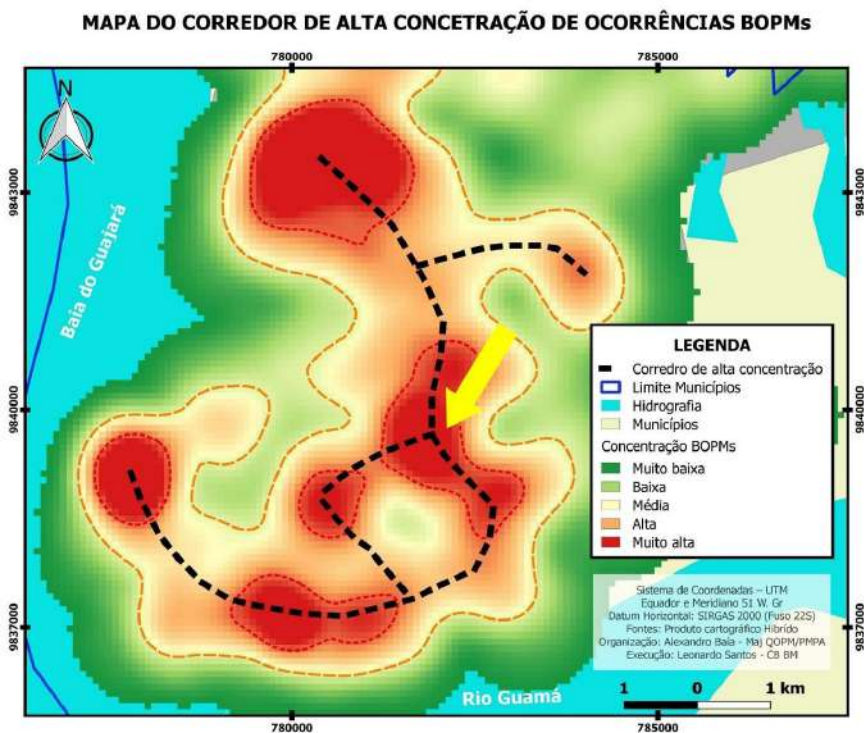 MAPA DO CORREDOR DE ALTA CONCETRAÇÃO DE OCORRÊNCIAS BOPMs
780000
785000
N
9843000
9843000
Baia do Guajará
LEGENDA
Corredro de alta concentração
Limite Municípios
Hidrografia
Municípios
Concentração BOPMs
Muito baixa
Baixa
Média
Alta
Muito alta
9840000
9840000
Sistema de Coordenadas – UTM
Equador e Meridiano 51 W. Gr
Datum Horizontal: SIRGAS 2000 (Fuso 22S)
Fontes: Produto cartográfico Hibrído
Organização: Alexandro Baia - Maj QOPM/PMPA
Execução: Leonardo Santos - CB BM
9837000
9837000
Rio Guamá
1 0 1 km
780000
785000